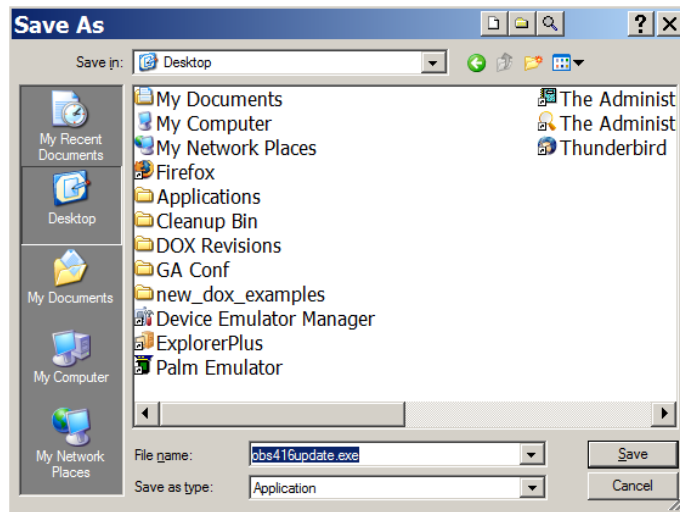 Save As
Save in: Desktop
My Recent
Documents
Desktop
My Documents
My Computer
My Network
Places
My Documents
My Computer
My Network Places
Firefox
Applications
Cleanup Bin
DOX Revisions
GA Conf
new_dox_examples
Device Emulator Manager
ExplorerPlus
Palm Emulator
The Administ
The Administ
Thunderbird
File name: obs416update.exe Save
Save as type: Application Cancel